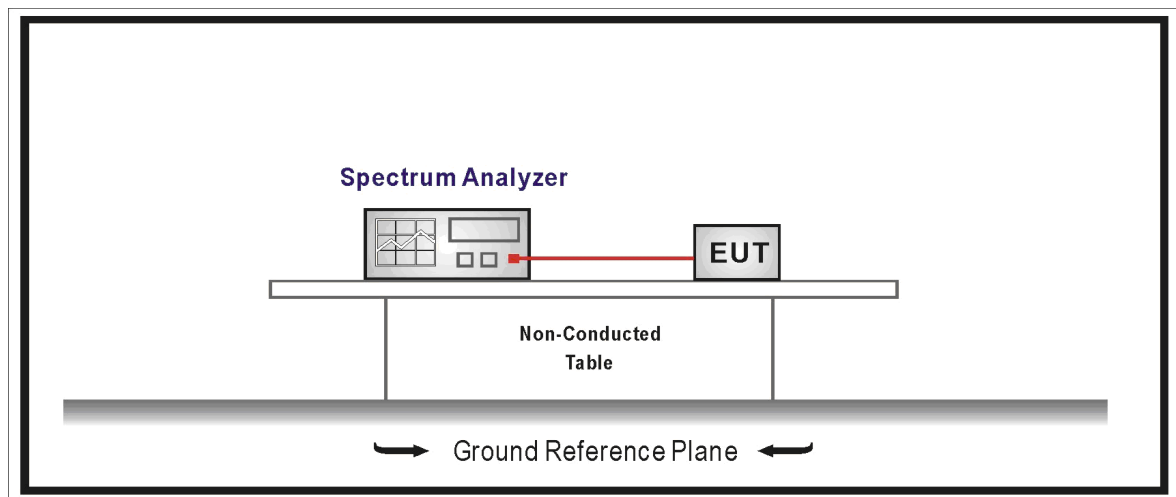 Spectrum Analyzer
EUT
Non-Conducted
Table
Ground Reference Plane